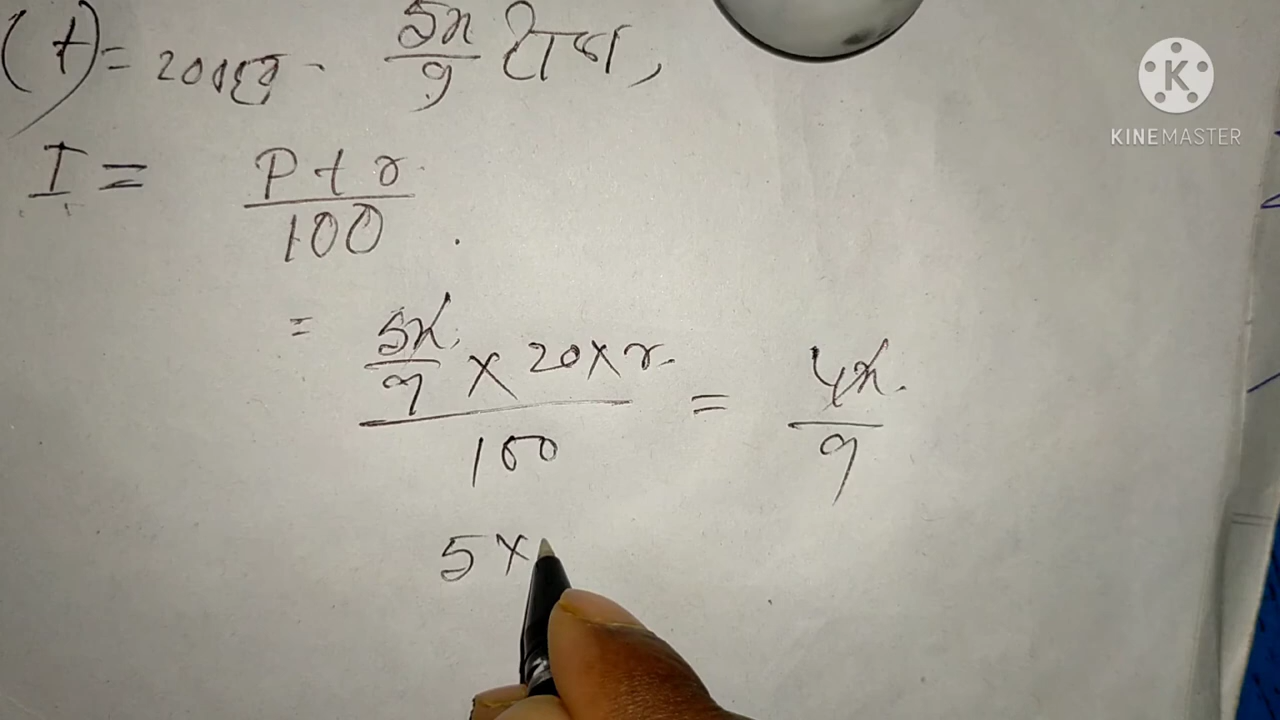 (t) = 20 বছর - 5x/9 টাকা,
K
KINEMASTER
I = Ptr/100
= 5x/9 × 20 × r / 100 = 4x/9
5 ×